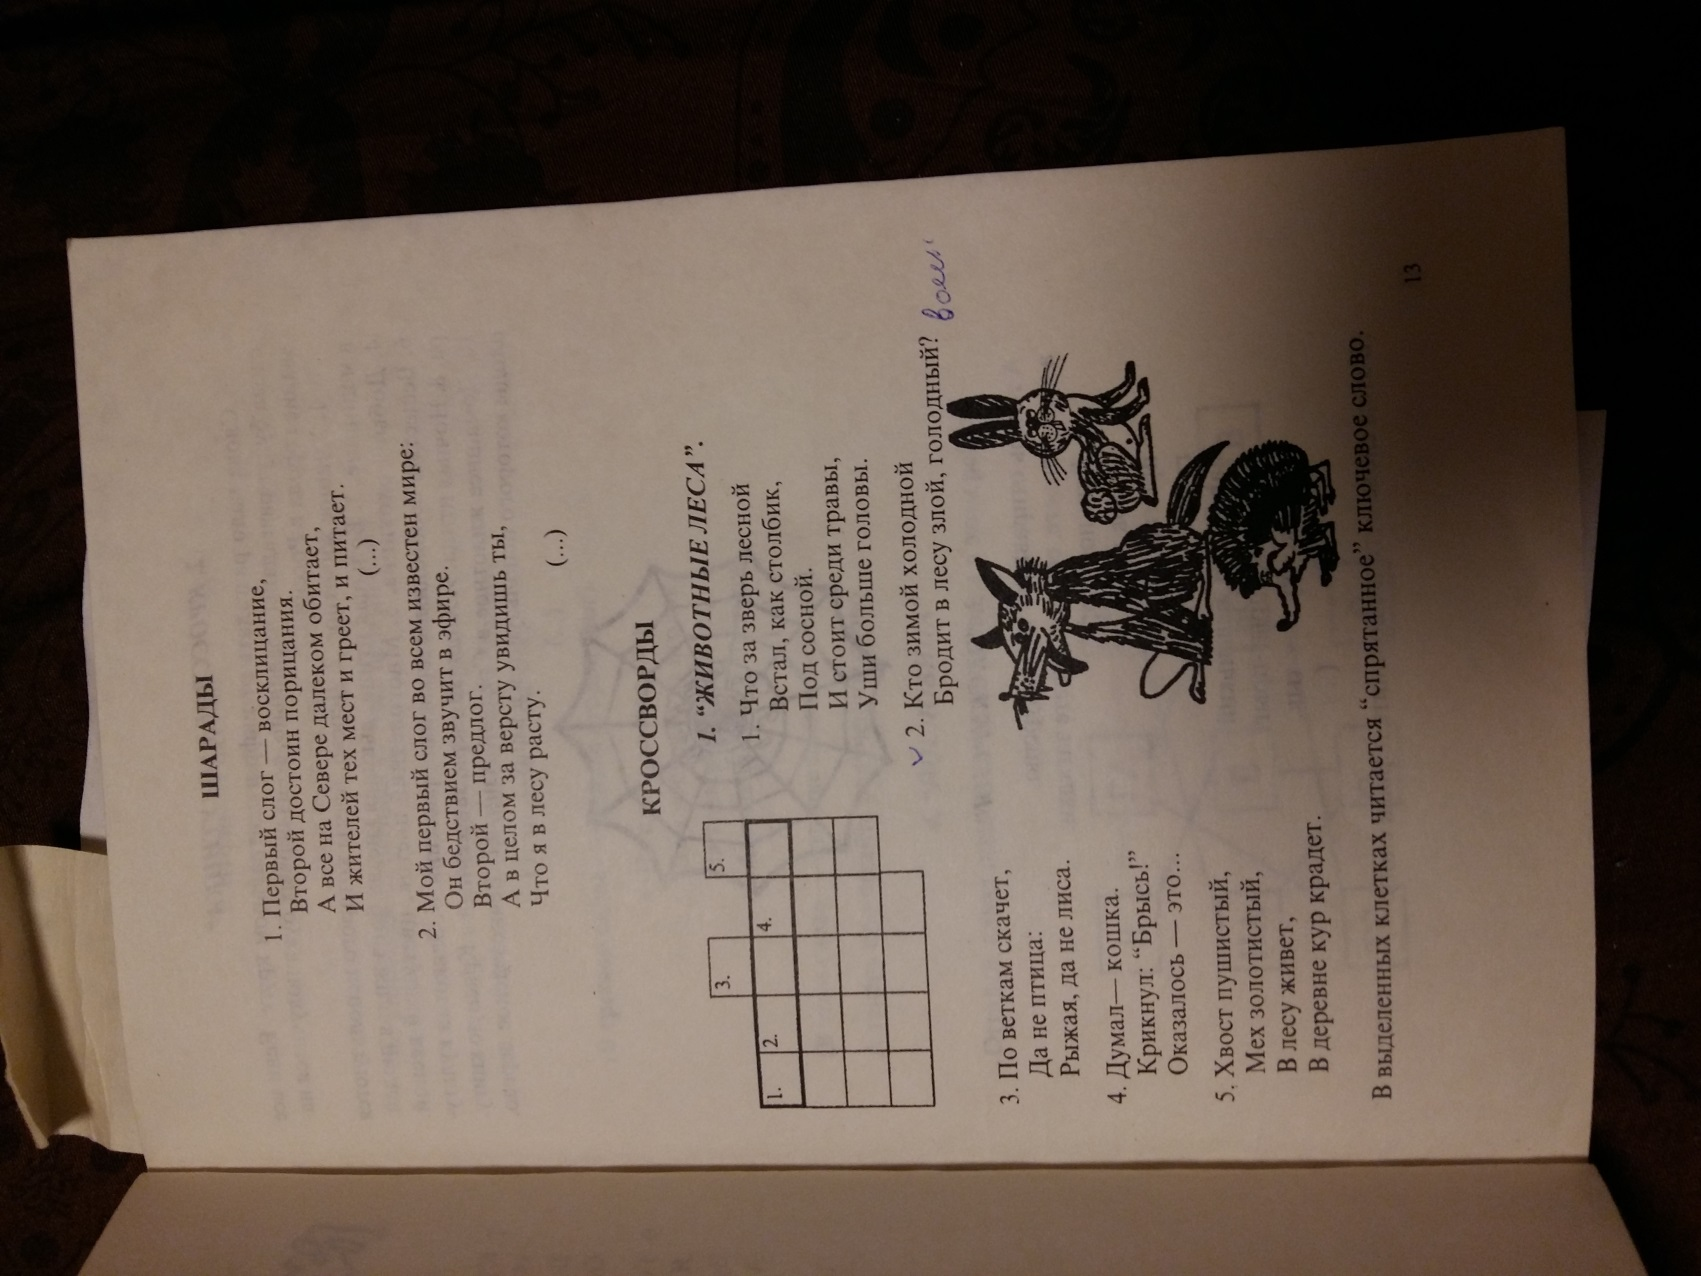 ШАРАДЫ
1. Первый слог — восклицание,
Второй достоин порицания.
А все на Севере далеком обитает,
И жителей тех мест и греет, и питает.
(...)
2. Мой первый слог во всем известен мире:
Он бедствием звучит в эфире.
Второй — предлог.
А в целом за версту увидишь ты,
Что я в лесу расту.
(...)
КРОССВОРДЫ
1. “ЖИВОТНЫЕ ЛЕСА”.
3.
5.
1.
2.
4.
1. Что за зверь лесной
Встал, как столбик,
Под сосной.
И стоит среди травы,
Уши больше головы.
2. Кто зимой холодной
Бродит в лесу злой, голодный?
3. По веткам скачет,
Да не птица:
Рыжая, да не лиса.
4. Думал— кошка.
Крикнул: “Брысь!”
Оказалось — это...
5. Хвост пушистый,
Мех золотистый,
В лесу живет,
В деревне кур крадет.
В выделенных клетках читается “спрятанное” ключевое слово.
13